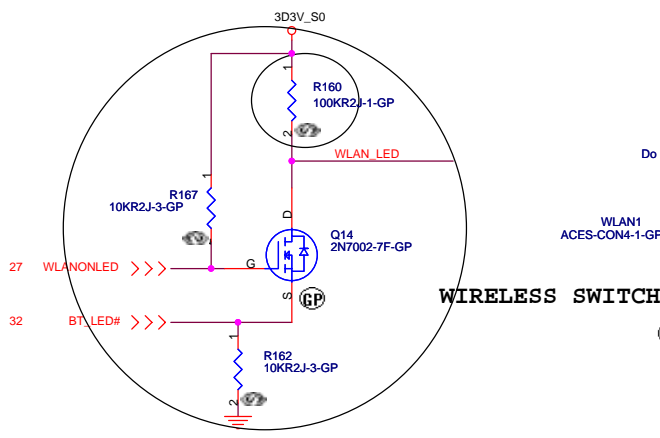 3D3V_S0
1
R160
100KR2J-1-GP
2
WLAN_LED
Do
1
R167
10KR2J-3-GP
2
D
Q14
2N7002-7F-GP
WLAN1
ACES-CON4-1-GP
27 WLANONLED
G
S
GP
WIRELESS SWITCH
32 BT_LED#
(
1
R162
10KR2J-3-GP
2